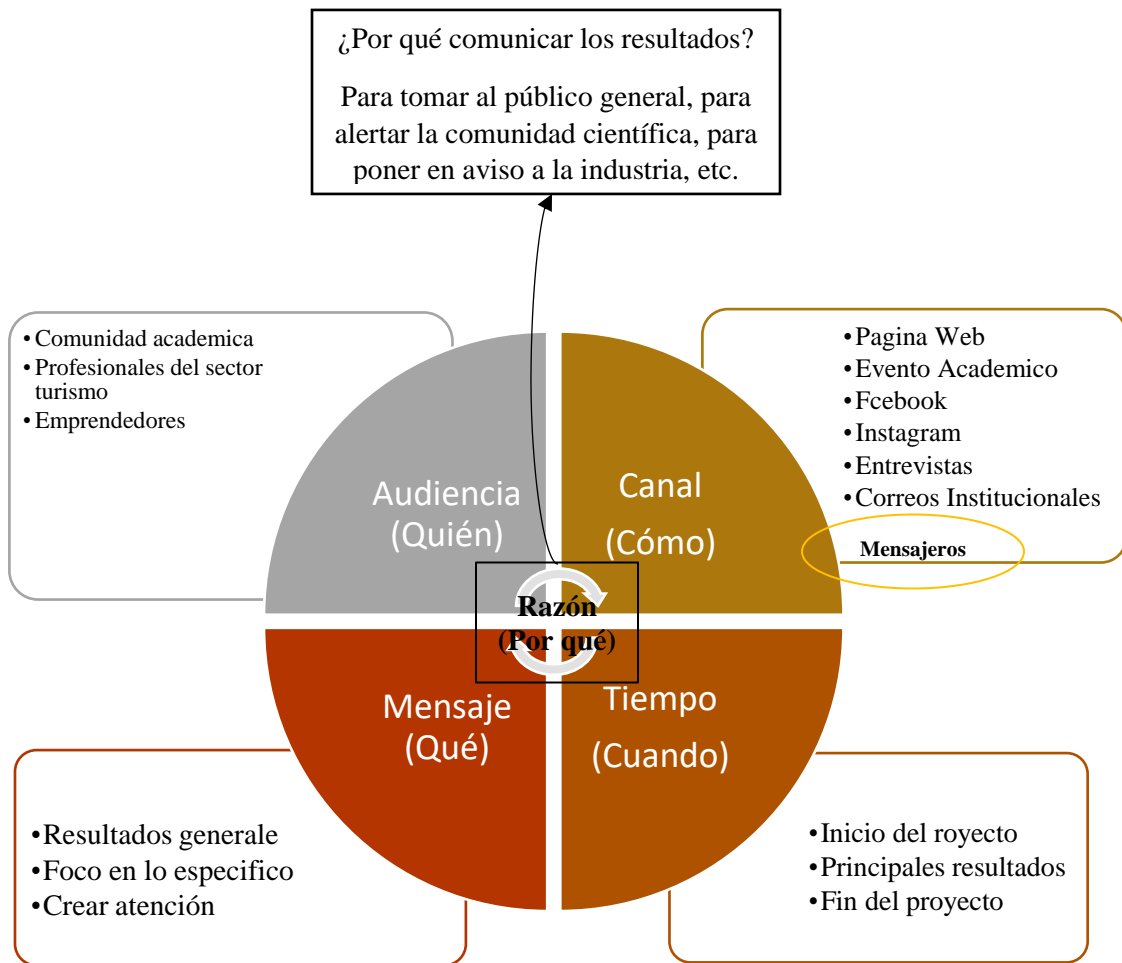 ¿Por qué comunicar los resultados?
Para tomar al público general, para
alertar la comunidad científica, para
poner en aviso a la industria, etc.
• Comunidad academica
• Profesionales del sector
turismo
• Emprendedores
• Pagina Web
• Evento Academico
• Fcebook
• Instagram
• Entrevistas
• Correos Institucionales
Mensajeros
Audiencia
(Quién)
Canal
(Cómo)
Razón
(Por qué)
Mensaje
(Qué)
Tiempo
(Cuando)
•Resultados generale
•Foco en lo especifico
•Crear atención
•Inicio del royecto
•Principales resultados
•Fin del proyecto